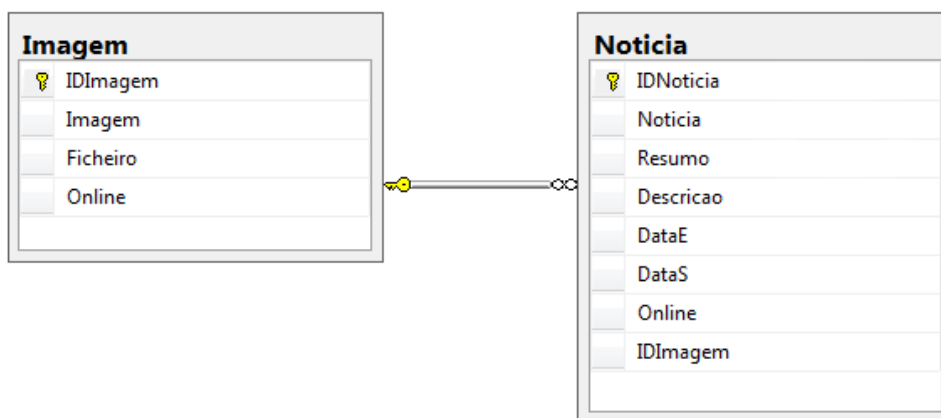 Imagem
IDImagem
Imagem
Ficheiro
Online
Noticia
IDNoticia
Noticia
Resumo
Descricao
DataE
DataS
Online
IDImagem